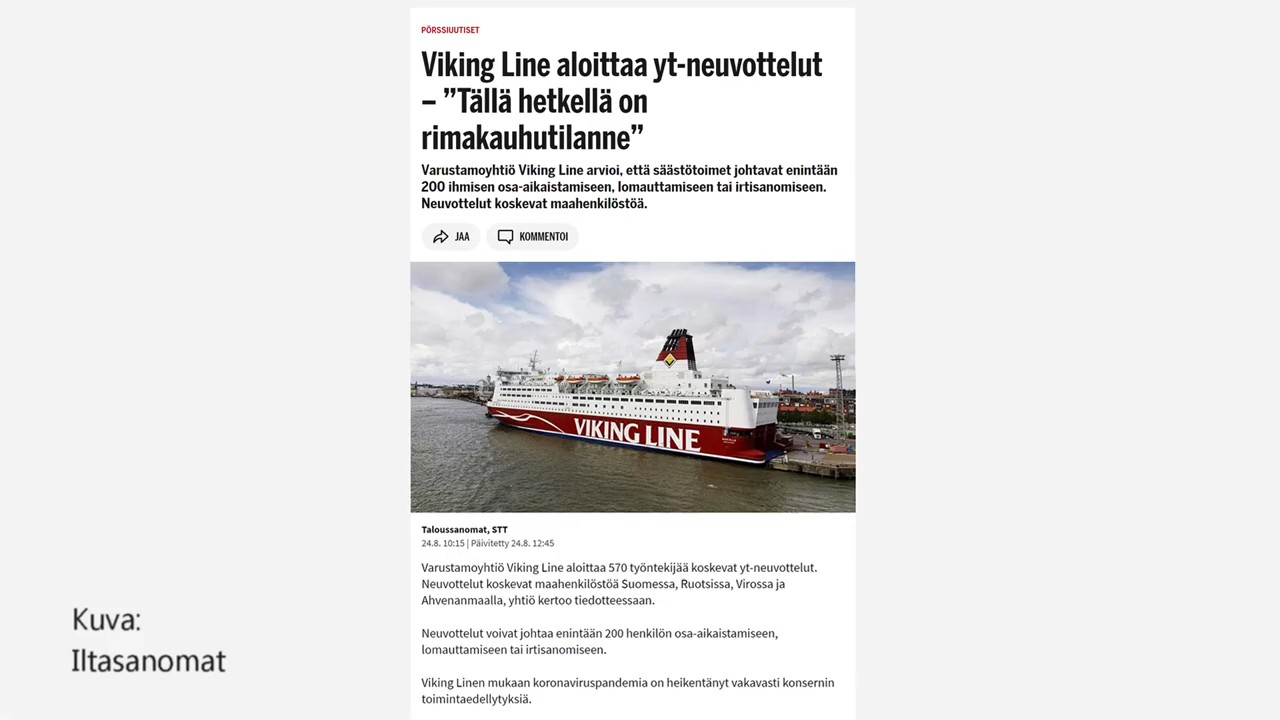 PÖRSSIUUTISET
Viking Line aloittaa yt-neuvottelut
– ”Tällä hetkellä on
rimakauhutilanne”
Varustamoyhtiö Viking Line arvioi, että säästötoimet johtavat enintään
200 ihmisen osa-aikaistamiseen, lomauttamiseen tai irtisanomiseen.
Neuvottelut koskevat maahenkilöstöä.
JAA
KOMMENTOI
VIKING LINE
Taloussanomat, STT
24.8. 10:15 | Päivitetty 24.8. 12:45
Varustamoyhtiö Viking Line aloittaa 570 työntekijää koskevat yt-neuvottelut.
Neuvottelut koskevat maahenkilöstöä Suomessa, Ruotsissa, Virossa ja
Ahvenanmaalla, yhtiö kertoo tiedotteessaan.
Neuvottelut voivat johtaa enintään 200 henkilön osa-aikaistamiseen,
lomauttamiseen tai irtisanomiseen.
Viking Linen mukaan koronaviruspandemia on heikentänyt vakavasti konsernin
toimintaedellytyksiä.
Kuva:
Iltasanomat